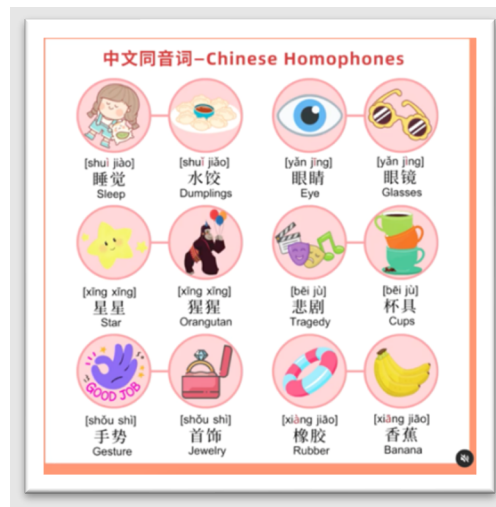 中文同音词–Chinese Homophones
[shuì jiào] [shuǐ jiǎo] [yǎn jīng] [yǎn jìng]
睡觉 水饺 眼睛 眼镜
Sleep Dumplings Eye Glasses
[xīng xīng] [xīng xīng] [bēi jù] [bēi jù]
星星 猩猩 悲剧 杯具
Star Orangutan Tragedy Cups
GOOD JOB
[shǒu shì] [shǒu shì] [xiàng jiāo] [xiāng jiāo]
手势 首饰 橡胶 香蕉
Gesture Jewelry Rubber Banana